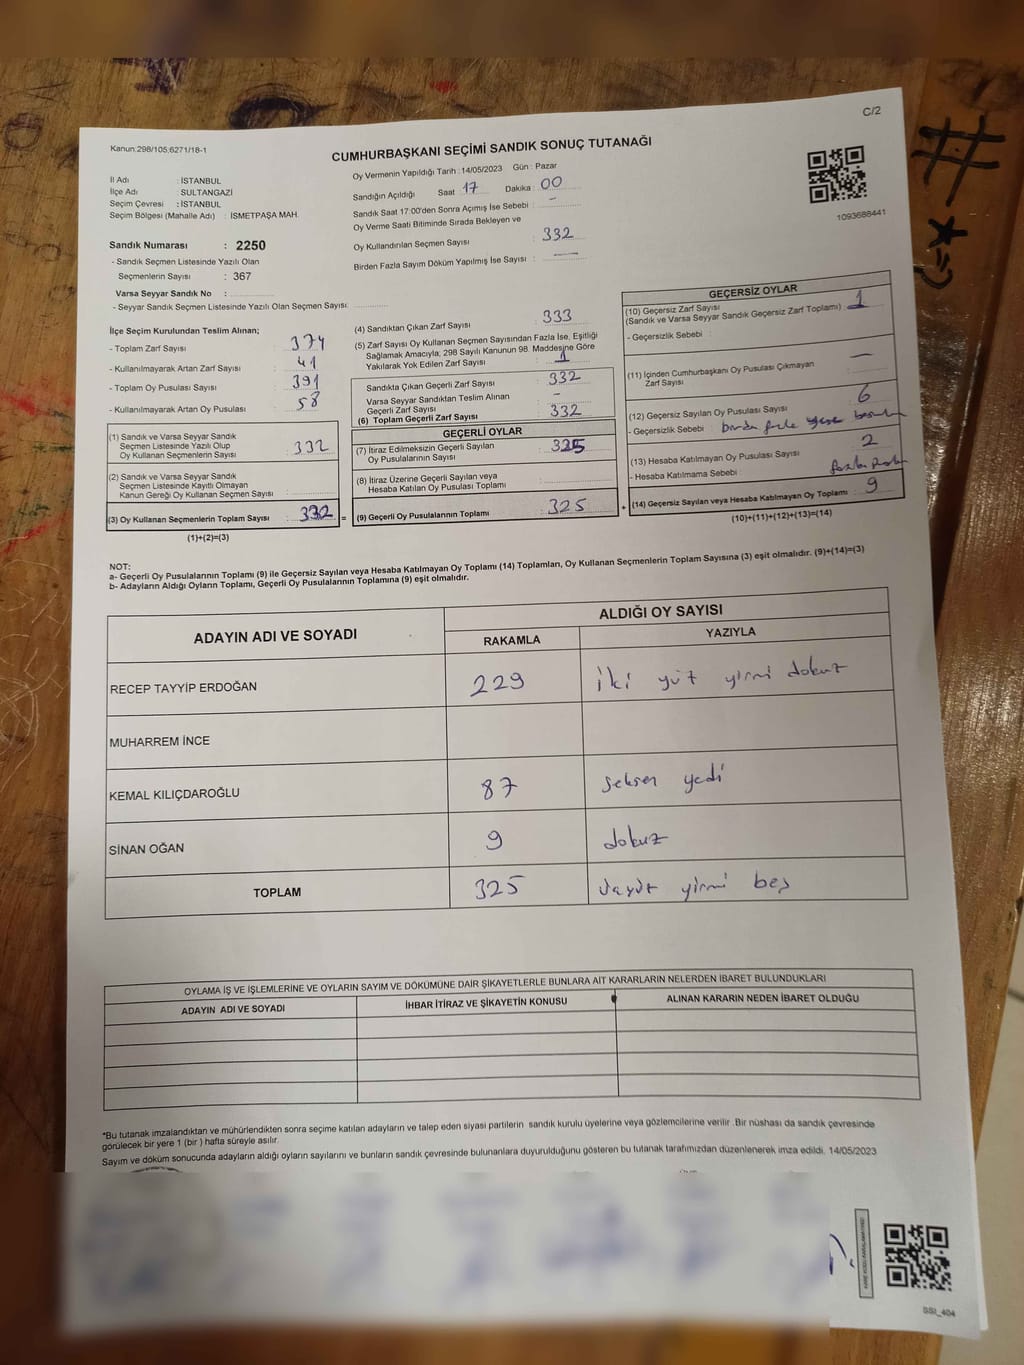 C/2
Kanun:298/105;6271/18-1
CUMHURBAŞKANI SEÇİMİ SANDIK SONUÇ TUTANAĞI
İl Adı : İSTANBUL
İlçe Adı : SULTANGAZİ
Seçim Çevresi : İSTANBUL
Seçim Bölgesi (Mahalle Adı) : İSMETPAŞA MAH.
Sandık Numarası : 2250
- Sandık Seçmen Listesinde Yazılı Olan
Seçmenlerin Sayısı : 367
Varsa Seyyar Sandık No :
- Seyyar Sandık Seçmen Listesinde Yazılı Olan Seçmen Sayısı:
Oy Vermenin Yapıldığı Tarih : 14/05/2023 Gün : Pazar
Sandığın Açıldığı Saat 17 Dakika : 00
Sandık Saat 17:00'den Sonra Açımış İse Sebebi : -
Oy Verme Saati Bitiminde Sırada Bekleyen ve
Oy Kullandırılan Seçmen Sayısı : 332
Birden Fazla Sayım Döküm Yapılmış İse Sayısı : —
1093688441
İlçe Seçim Kurulundan Teslim Alınan;
- Toplam Zarf Sayısı : 374
- Kullanılmayarak Artan Zarf Sayısı : 41
- Toplam Oy Pusulası Sayısı : 391
- Kullanılmayarak Artan Oy Pusulası : 58
(1) Sandık ve Varsa Seyyar Sandık
Seçmen Listesinde Yazılı Olup
Oy Kullanan Seçmenlerin Sayısı : 332
(2) Sandık ve Varsa Seyyar Sandık
Seçmen Listesinde Kayıtlı Olmayan
Kanun Gereği Oy Kullanan Seçmen Sayısı :
(3) Oy Kullanan Seçmenlerin Toplam Sayısı : 332 =
(1)+(2)=(3)
(4) Sandıktan Çıkan Zarf Sayısı : 333
(5) Zarf Sayısı Oy Kullanan Seçmen Sayısından Fazla İse, Eşitliği
Sağlamak Amacıyla; 298 Sayılı Kanunun 98. Maddesine Göre
Yakılarak Yok Edilen Zarf Sayısı : 1
Sandıkta Çıkan Geçerli Zarf Sayısı : 332
Varsa Seyyar Sandıktan Teslim Alınan
Geçerli Zarf Sayısı : -
(6) Toplam Geçerli Zarf Sayısı : 332
GEÇERLİ OYLAR
(7) İtiraz Edilmeksizin Geçerli Sayılan
Oy Pusulalarının Sayısı : 325
(8) İtiraz Üzerine Geçerli Sayılan veya
Hesaba Katılan Oy Pusulası Toplamı :
(9) Geçerli Oy Pusulalarının Toplamı : 325 +
GEÇERSİZ OYLAR
(10) Geçersiz Zarf Sayısı
(Sandık ve Varsa Seyyar Sandık Geçersiz Zarf Toplamı) : 1
- Geçersizlik Sebebi :
(11) İçinden Cumhurbaşkanı Oy Pusulası Çıkmayan
Zarf Sayısı : —
(12) Geçersiz Sayılan Oy Pusulası Sayısı : 6
- Geçersizlik Sebebi :
(13) Hesaba Katılmayan Oy Pusulası Sayısı : 2
- Hesaba Katılmama Sebebi :
(14) Geçersiz Sayılan veya Hesaba Katılmayan Oy Toplamı : 9
(10)+(11)+(12)+(13)=(14)
NOT:
a- Geçerli Oy Pusulalarının Toplamı (9) ile Geçersiz Sayılan veya Hesaba Katılmayan Oy Toplamı (14) Toplamları, Oy Kullanan Seçmenlerin Toplam Sayısına (3) eşit olmalıdır. (9)+(14)=(3)
b- Adayların Aldığı Oyların Toplamı, Geçerli Oy Pusulalarının Toplamına (9) eşit olmalıdır.
ADAYIN ADI VE SOYADI
ALDIĞI OY SAYISI
RAKAMLA YAZIYLA
RECEP TAYYİP ERDOĞAN 229 iki yüz yirmi dokuz
MUHARREM İNCE
KEMAL KILIÇDAROĞLU 87 seksen yedi
SİNAN OĞAN 9 dokuz
TOPLAM 325 yirmi beş
OYLAMA İŞ VE İŞLEMLERİNE VE OYLARIN SAYIM VE DÖKÜMÜNE DAİR ŞİKAYETLERLE BUNLARA AİT KARARLARIN NELERDEN İBARET BULUNDUKLARI
ADAYIN ADI VE SOYADI İHBAR İTİRAZ VE ŞİKAYETİN KONUSU ALINAN KARARIN NEDEN İBARET OLDUĞU
*Bu tutanak imzalandıktan ve mühürlendikten sonra seçime katılan adayların ve talep eden siyasi partilerin sandık kurulu üyelerine veya gözlemcilerine verilir .Bir nüshası da sandık çevresinde
görülecek bir yere 1 (bir ) hafta süreyle asılır.
Sayım ve döküm sonucunda adayların aldığı oyların sayılarını ve bunların sandık çevresinde bulunanlara duyurulduğunu gösteren bu tutanak tarafımızdan düzenlenerek imza edildi. 14/05/2023
SSI_404